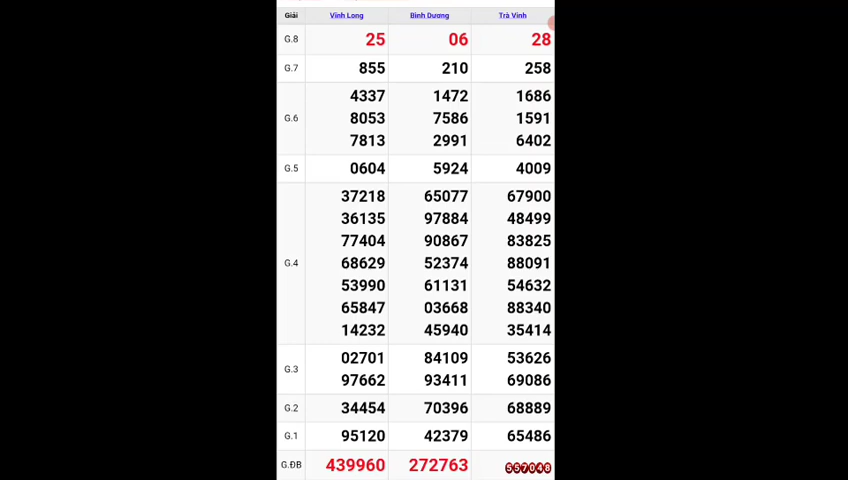 Giải Vĩnh Long Bình Dương Trà Vinh
G.8 25 06 28
G.7 855 210 258
4337 1472 1686
G.6 8053 7586 1591
7813 2991 6402
G.5 0604 5924 4009
37218 65077 67900
36135 97884 48499
77404 90867 83825
G.4 68629 52374 88091
53990 61131 54632
65847 03668 88340
14232 45940 35414
G.3
02701 84109 53626
97662 93411 69086
G.2 34454 70396 68889
G.1 95120 42379 65486
G.ĐB 439960 272763 557048